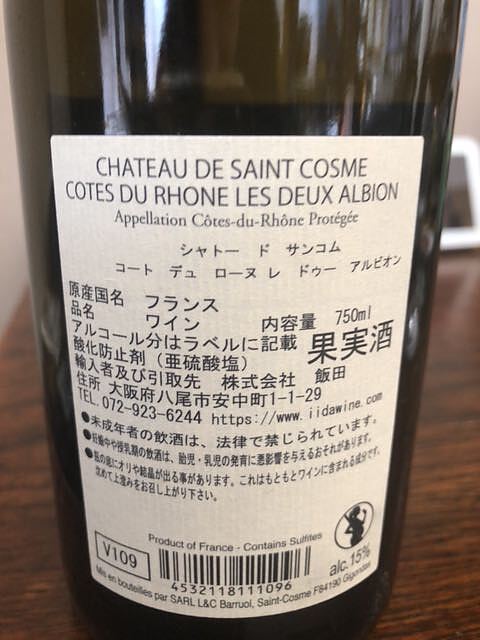 CHATEAU DE SAINT COSME
COTES DU RHONE LES DEUX ALBION
Appellation Côtes-du-Rhône Protégée
シャトー ド サンコム
コート デュ ローヌ レ ドゥー アルビオン
原産国名 フランス
品名 ワイン 内容量 750ml
アルコール分はラベルに記載 果実酒
酸化防止剤(亜硫酸塩)
輸入者及び引取先 株式会社 飯田
住所 大阪府八尾市安中町1-1-29
TEL.072-923-6244 https://www.iidawine.com/
●未成年者の飲酒は、法律で禁じられています。
●妊娠中や授乳期の飲酒は、胎児・乳児の発育に悪影響を与えるおそれがあります。
●瓶の底にオリや結晶が出る事があります。これはもともとワインに含まれる成分です。
求めて上澄みをお召し上がり下さい。
Product of France - Contains Sulfites
V109
4532118111096
alc.15%
Mis en bouteilles par SARL L&C Barruol, Saint-Cosme F84190 Gigondas